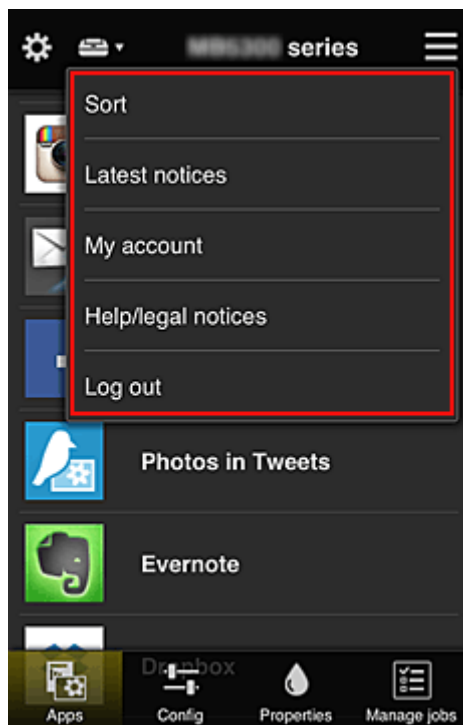 series
Sort
Latest notices
My account
Help/legal notices
Log out
Photos in Tweets
Evernote
Dropbox
Apps
Config
Properties
Manage jobs